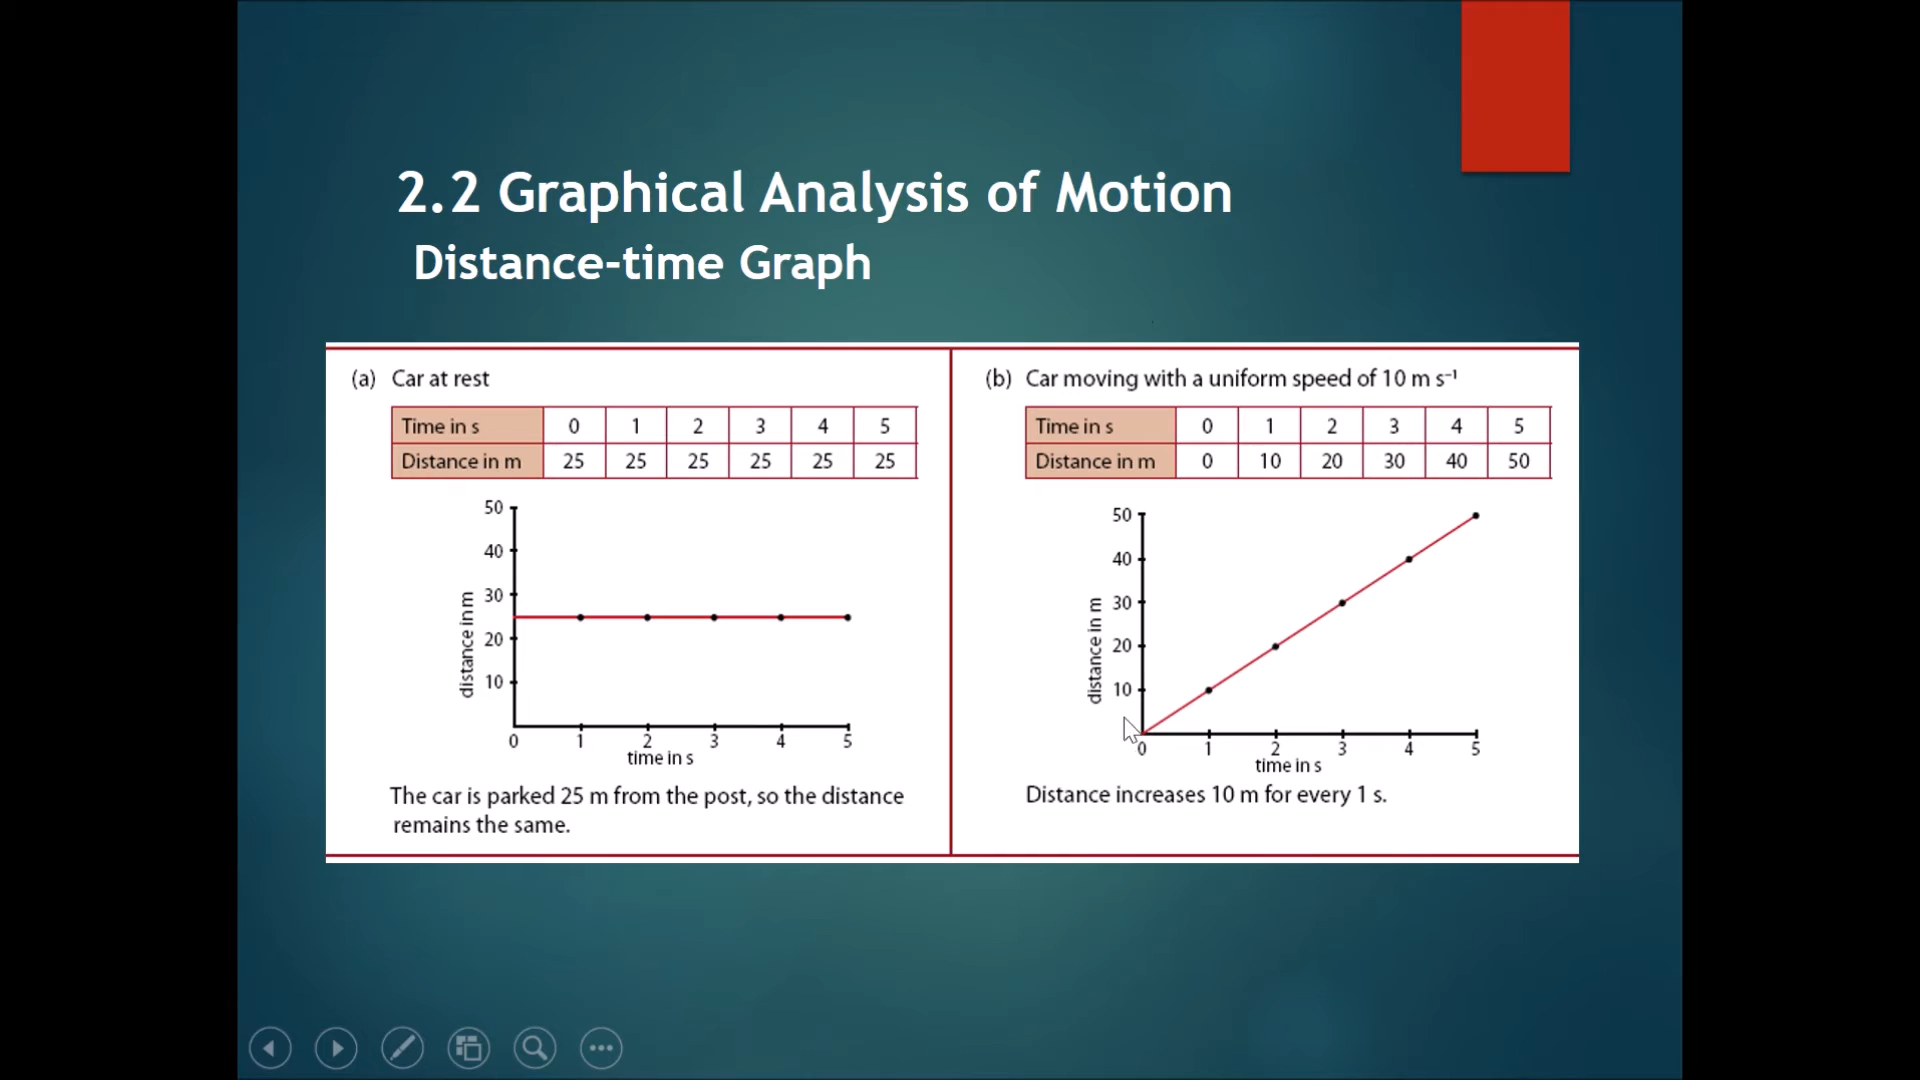 2.2 Graphical Analysis of Motion
Distance-time Graph
(a) Car at rest
Time in s 0 1 2 3 4 5
Distance in m 25 25 25 25 25 25
50
40
30
20
10
distance in m
0 1 2 3 4 5
time in s
The car is parked 25 m from the post, so the distance
remains the same.
(b) Car moving with a uniform speed of 10 m s⁻¹
Time in s 0 1 2 3 4 5
Distance in m 0 10 20 30 40 50
50
40
30
20
10
distance in m
0 1 2 3 4 5
time in s
Distance increases 10 m for every 1 s.